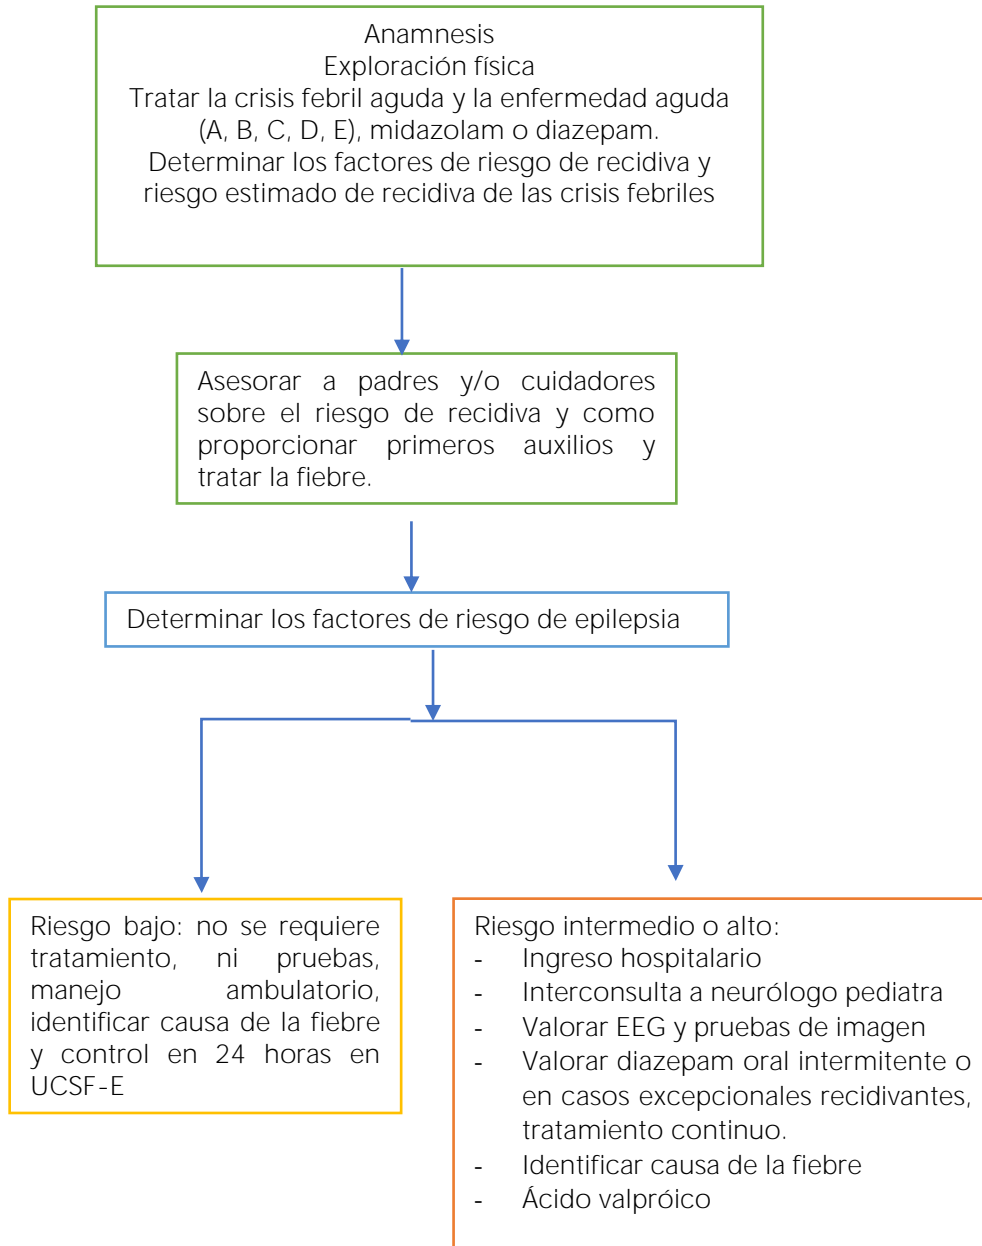 Anamnesis
Exploración física
Tratar la crisis febril aguda y la enfermedad aguda
(A, B, C, D, E), midazolam o diazepam.
Determinar los factores de riesgo de recidiva y
riesgo estimado de recidiva de las crisis febriles
Asesorar a padres y/o cuidadores
sobre el riesgo de recidiva y como
proporcionar primeros auxilios y
tratar la fiebre.
Determinar los factores de riesgo de epilepsia
Riesgo bajo: no se requiere
tratamiento, ni pruebas,
manejo ambulatorio,
identificar causa de la fiebre
y control en 24 horas en
UCSF-E
Riesgo intermedio o alto:
- Ingreso hospitalario
- Interconsulta a neurólogo pediatra
- Valorar EEG y pruebas de imagen
- Valorar diazepam oral intermitente o
en casos excepcionales recidivantes,
tratamiento continuo.
- Identificar causa de la fiebre
- Ácido valpróico